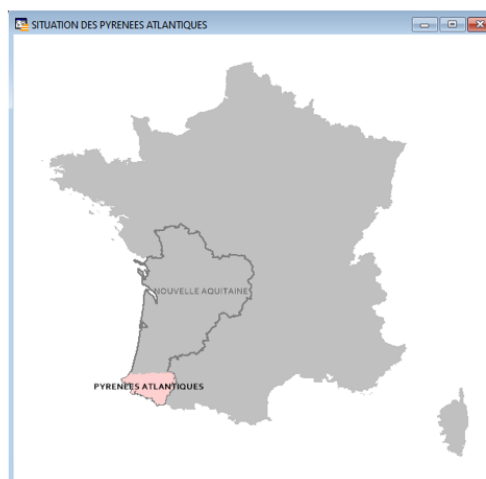 SITUATION DES PYRENEES ATLANTIQUES
NOUVELLE AQUITAINE
PYRENEES ATLANTIQUES